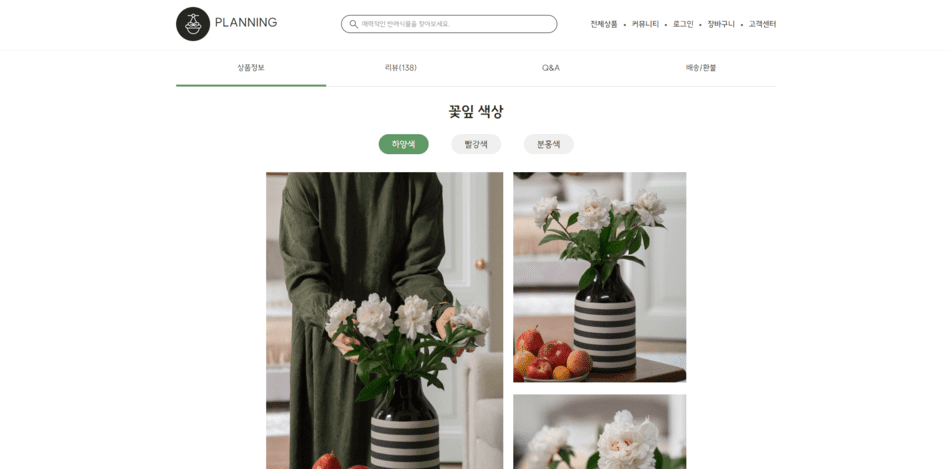 PLANNING
매력적인 반려식물을 찾아보세요.
전체상품 • 커뮤니티 • 로그인 • 장바구니 • 고객센터
상품정보 리뷰(138) Q&A 배송/환불
꽃잎 색상
하양색 빨강색 분홍색